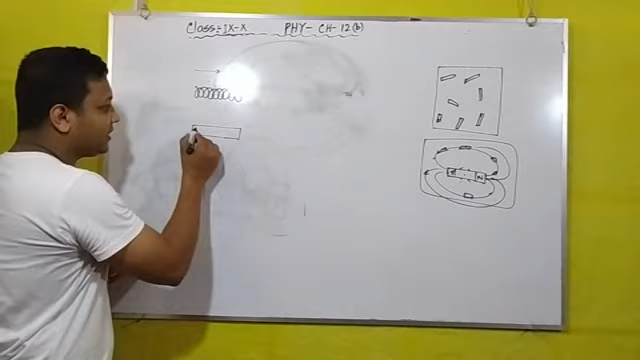 Class:- IX-X PHY- CH- 12(b)
S N